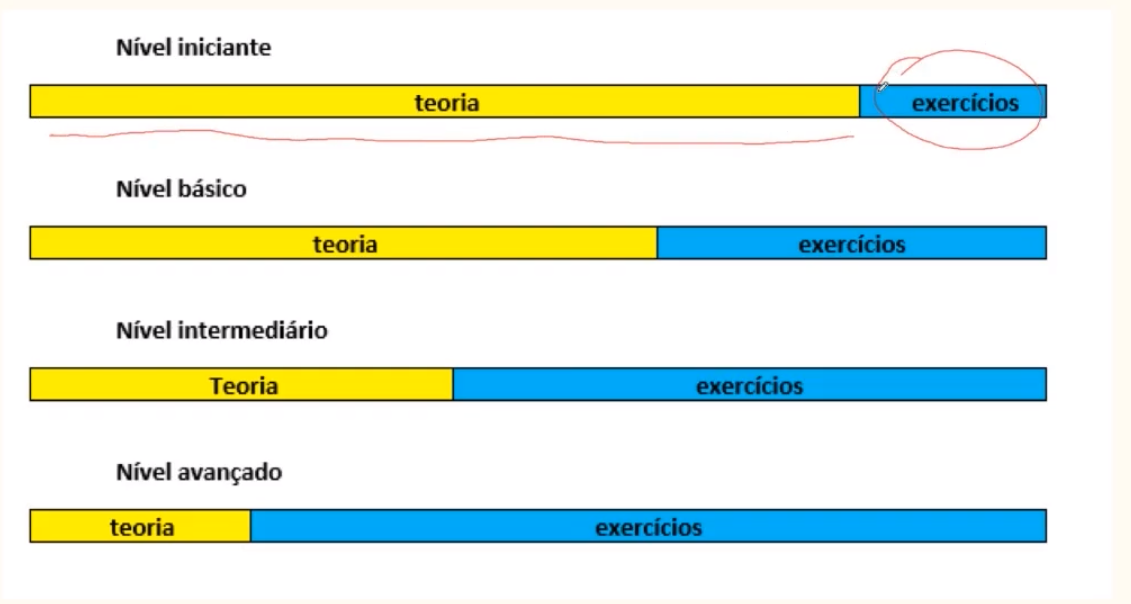 Nível iniciante
teoria exercícios
Nível básico
teoria exercícios
Nível intermediário
Teoria exercícios
Nível avançado
teoria exercícios